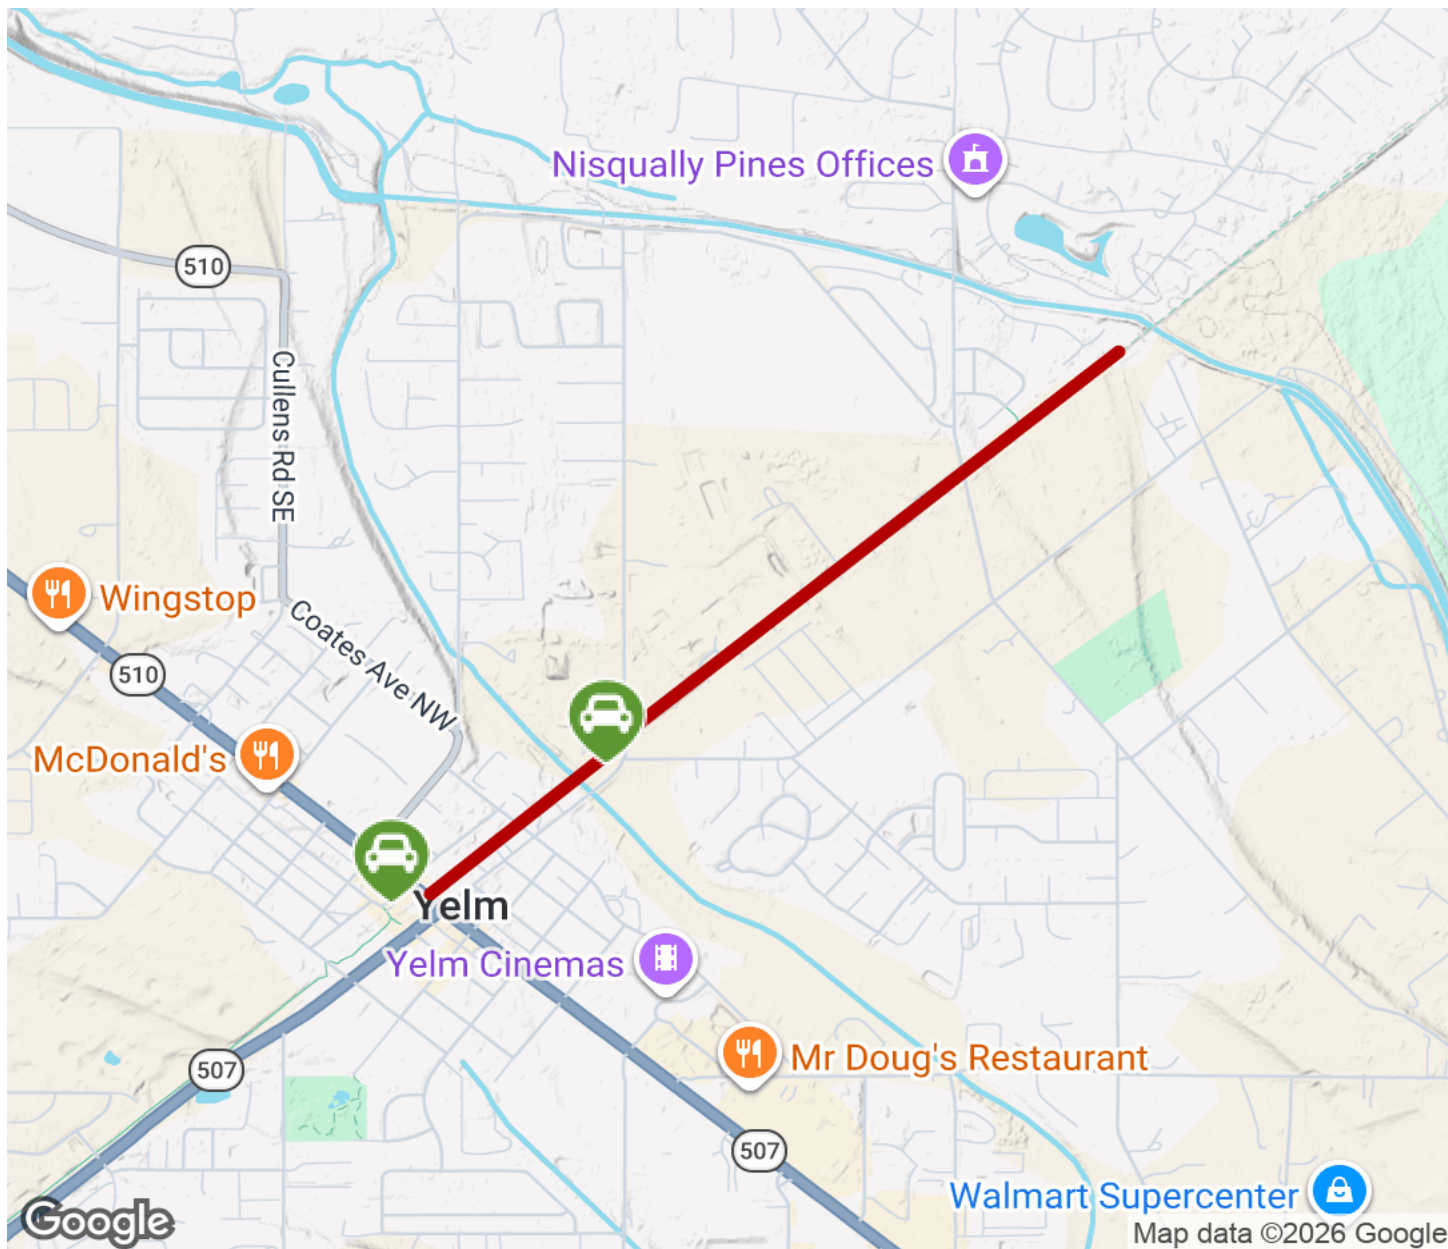 Nisqually Pines Offices
510
Cullens Rd SE
Wingstop
Coates Ave NW
510
McDonald's
Yelm
Yelm Cinemas
Mr Doug's Restaurant
507
507
Walmart Supercenter
Google
Map data ©2026 Google